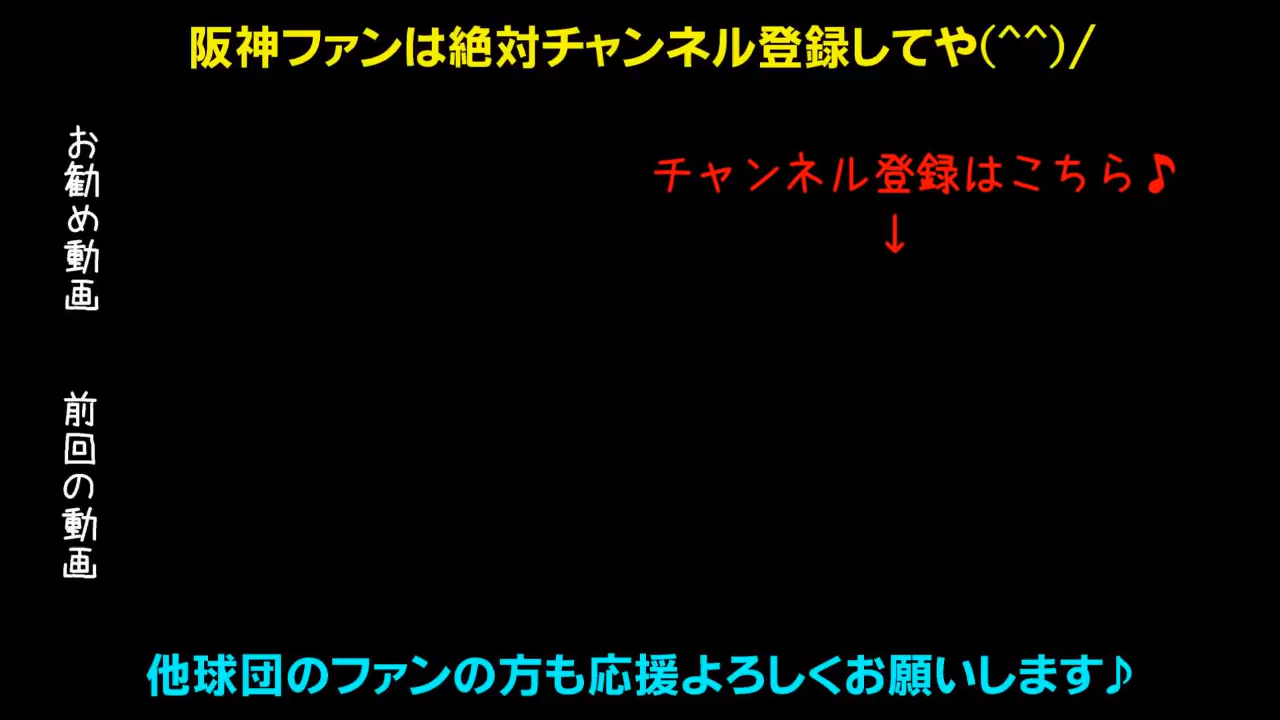 阪神ファンは絶対チャンネル登録してや(^^)/
お勧め動画
チャンネル登録はこちら♪
↓
前回の動画
他球団のファンの方も応援よろしくお願いします♪